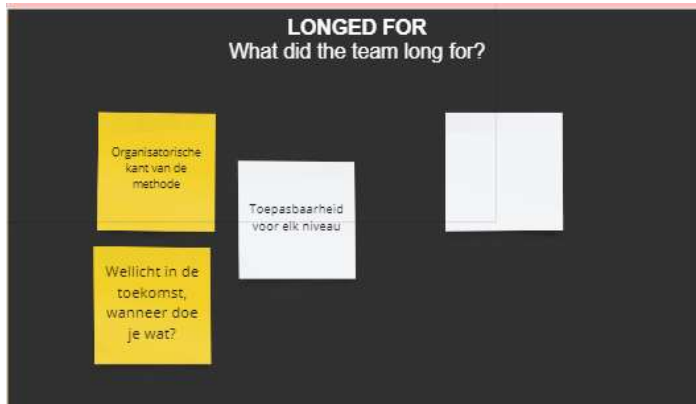 LONGED FOR
What did the team long for?
Organisatorische
kant van de
methode
Toepasbaarheid
voor elk niveau
Wellicht in de
toekomst,
wanneer doe
je wat?